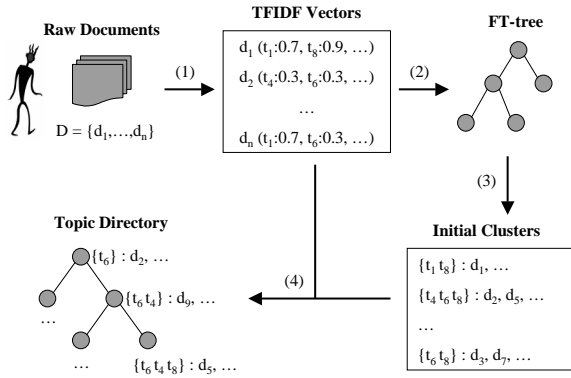 Raw Documents
D = {d1,…,dn}
(1)
TFIDF Vectors
d1 (t1:0.7, t8:0.9, …)
d2 (t4:0.3, t6:0.3, …)
…
dn (t1:0.7, t6:0.3, …)
(2)
FT-tree
(3)
Initial Clusters
{t1 t8} : d1, …
{t4 t6 t8} : d2, d5, …
…
{t6 t8} : d3, d7, …
(4)
Topic Directory
{t6} : d2, …
{t6 t4} : d9, …
…
…
{t6 t4 t8} : d5, …